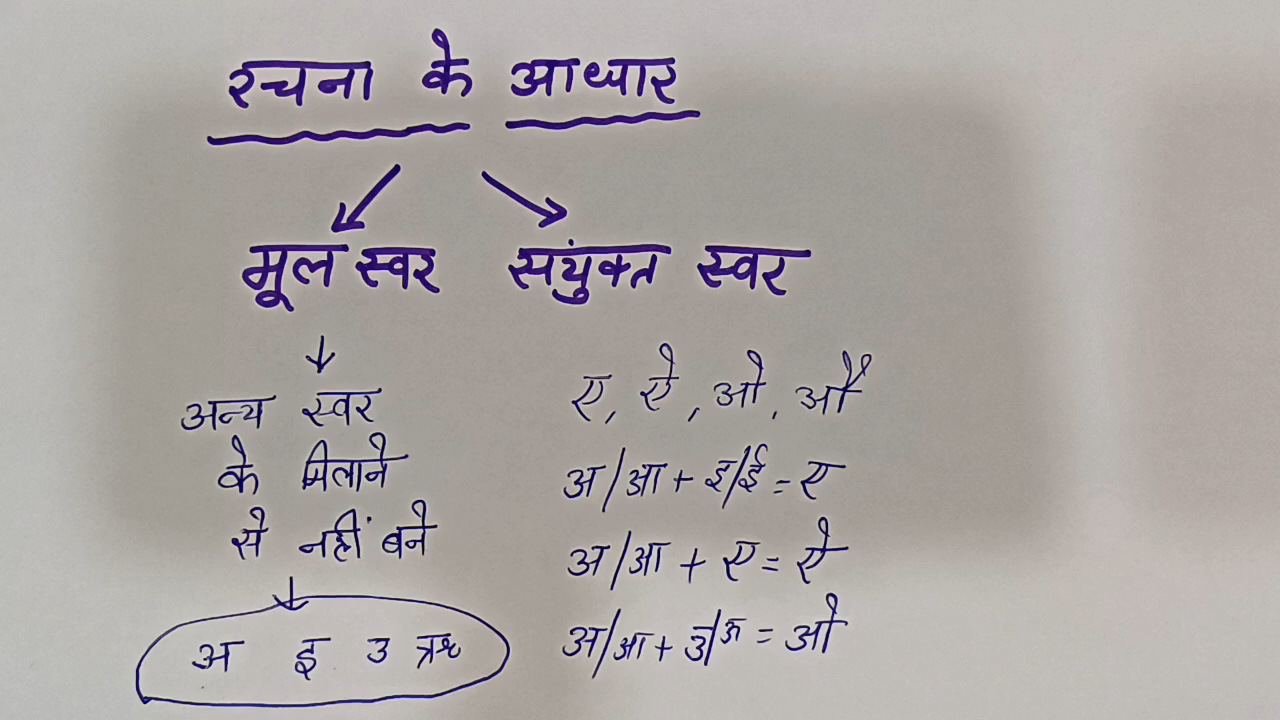 रचना के आधार
मूल स्वर संयुक्त स्वर
अन्य स्वर
के मिलाने
से नहीं बने
अ इ उ ऋ
ए, ऐ, ओ, औ
अ/आ + इ/ई = ए
अ/आ + ए = ऐ
अ/आ + उ/ऊ = ओ